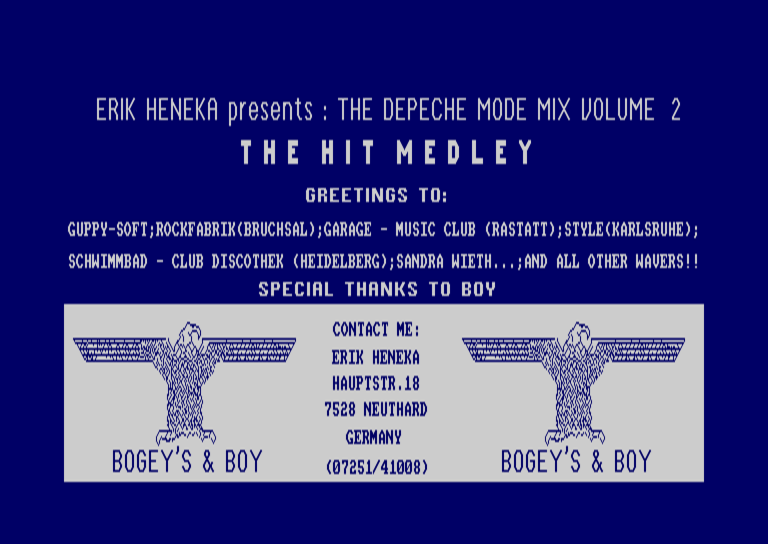 ERIK HENEKA presents : THE DEPECHE MODE MIX VOLUME 2
THE HIT MEDLEY
GREETINGS TO:
GUPPY-SOFT;ROCKFABRIK(BRUCHSAL);GARAGE - MUSIC CLUB (RASTATT);STYLE(KARLSRUHE);
SCHWIMMBAD - CLUB DISCOTHEK (HEIDELBERG);SANDRA WIETH...;AND ALL OTHER WAVERS!!
SPECIAL THANKS TO BOY
CONTACT ME:
ERIK HENEKA
HAUPTSTR.18
7528 NEUTHARD
GERMANY
(07251/41008)
BOGEY'S & BOY
BOGEY'S & BOY